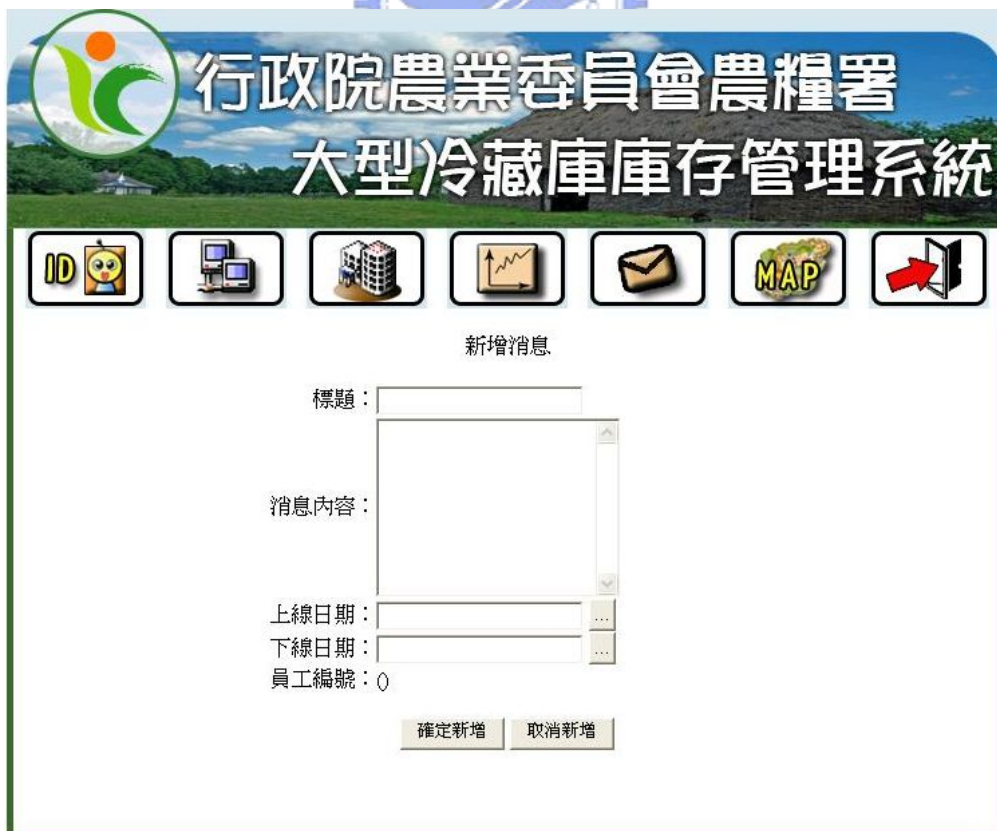 行政院農業委員會農糧署
大型冷藏庫庫存管理系統
ID
MAP
新增消息
標題：
消息內容：
上線日期： ...
下線日期： ...
員工編號：()
確定新增 取消新增